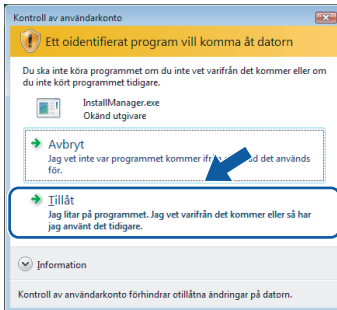 Kontroll av användarkonto
Ett oidentifierat program vill komma åt datorn
Du ska inte köra programmet om du inte vet varifrån det kommer eller om
du inte kört programmet tidigare.
InstallManager.exe
Okänd utgivare
Avbryt
Jag vet inte var programmet kommer det används
för.
Tillåt
Jag litar på programmet. Jag vet varifrån det kommer eller så har
jag använt det tidigare.
Information
Kontroll av användarkonto förhindrar otillåtna ändringar på datorn.